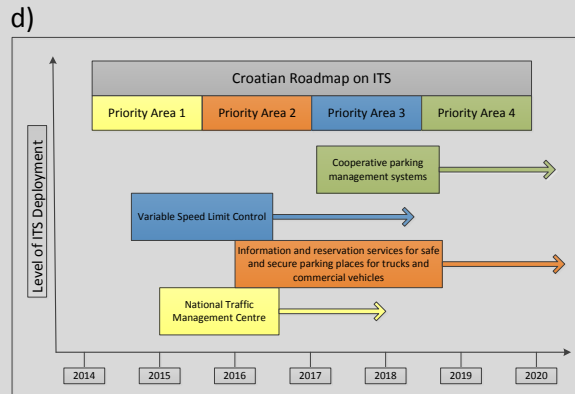 d)
Croatian Roadmap on ITS
Priority Area 1 Priority Area 2 Priority Area 3 Priority Area 4
Cooperative parking
management systems
Variable Speed Limit Control
Information and reservation services for safe
and secure parking places for trucks and
commercial vehicles
National Traffic
Management Centre
Level of ITS Deployment
2014 2015 2016 2017 2018 2019 2020